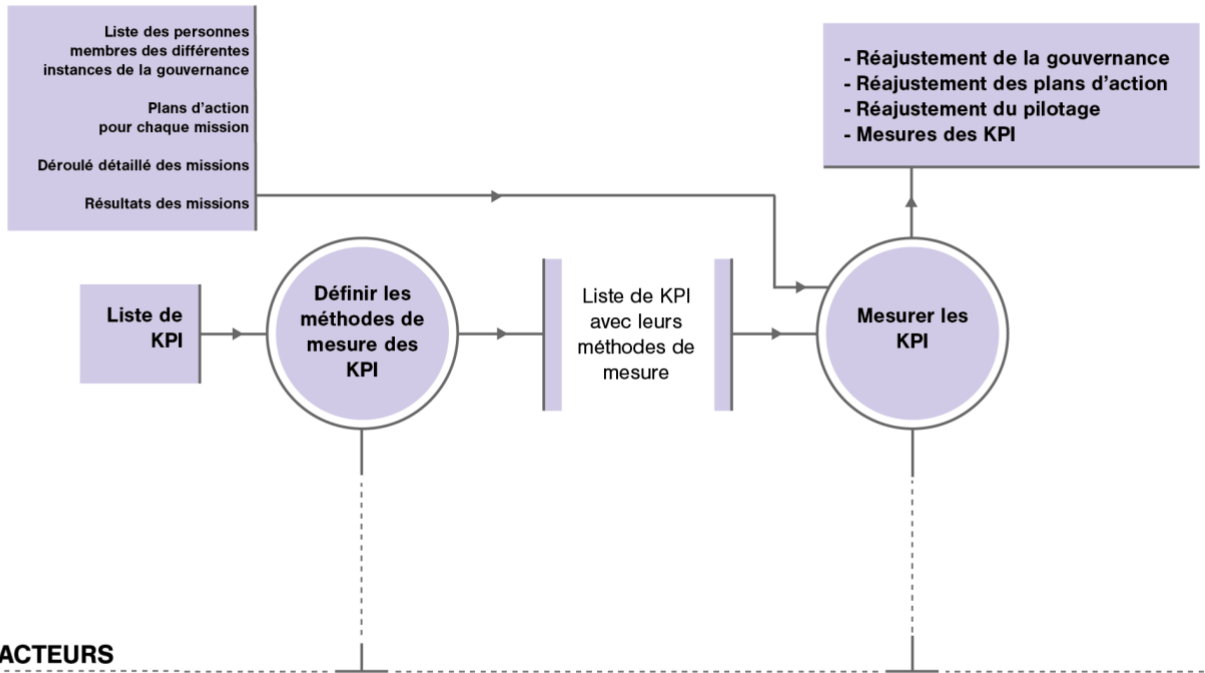 Liste des personnes
membres des différentes
instances de la gouvernance
Plans d’action
pour chaque mission
Déroulé détaillé des missions
Résultats des missions
- Réajustement de la gouvernance
- Réajustement des plans d’action
- Réajustement du pilotage
- Mesures des KPI
Liste de
KPI
Définir les
méthodes de
mesure des
KPI
Liste de KPI
avec leurs
méthodes de
mesure
Mesurer les
KPI
ACTEURS